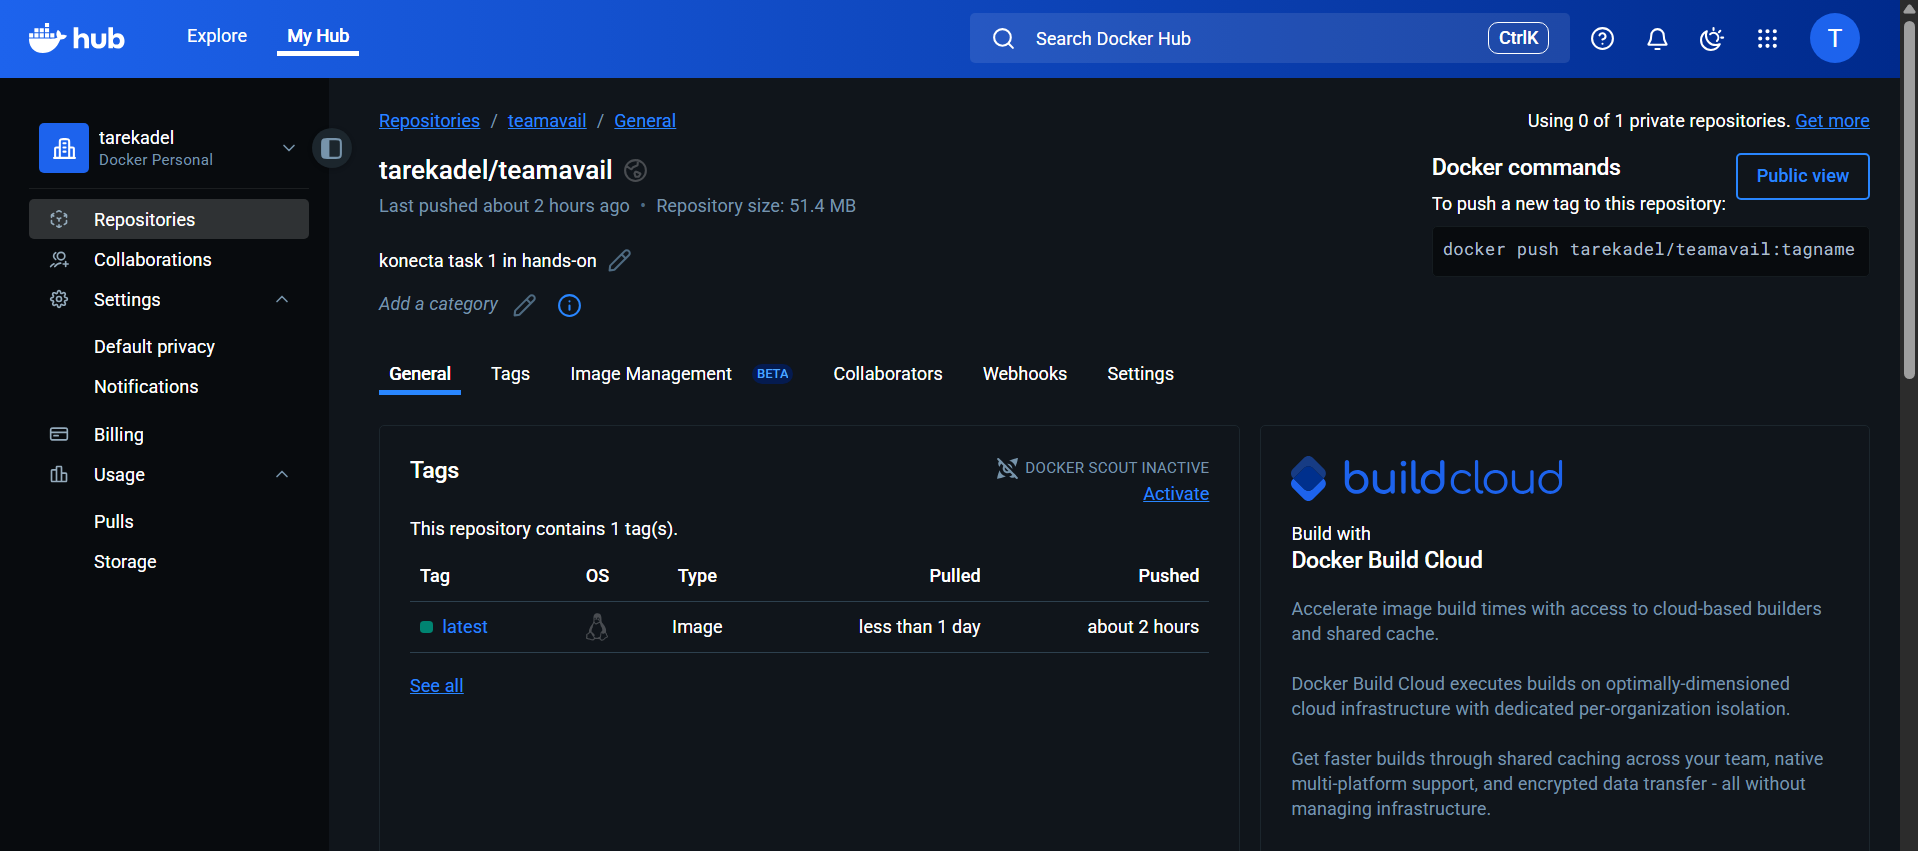 hub
Explore
My Hub
Search Docker Hub
CtrlK
T
tarekadel
Docker Personal
Repositories
Collaborations
Settings
Default privacy
Notifications
Billing
Usage
Pulls
Storage
Repositories / teamavail / General
Using 0 of 1 private repositories. Get more
tarekadel/teamavail
Last pushed about 2 hours ago • Repository size: 51.4 MB
konecta task 1 in hands-on
Add a category
Docker commands
Public view
To push a new tag to this repository:
docker push tarekadel/teamavail:tagname
General
Tags
Image Management BETA
Collaborators
Webhooks
Settings
Tags
DOCKER SCOUT INACTIVE
Activate
This repository contains 1 tag(s).
Tag OS Type Pulled Pushed
latest Image less than 1 day about 2 hours
See all
buildcloud
Build with
Docker Build Cloud
Accelerate image build times with access to cloud-based builders
and shared cache.
Docker Build Cloud executes builds on optimally-dimensioned
cloud infrastructure with dedicated per-organization isolation.
Get faster builds through shared caching across your team, native
multi-platform support, and encrypted data transfer - all without
managing infrastructure.